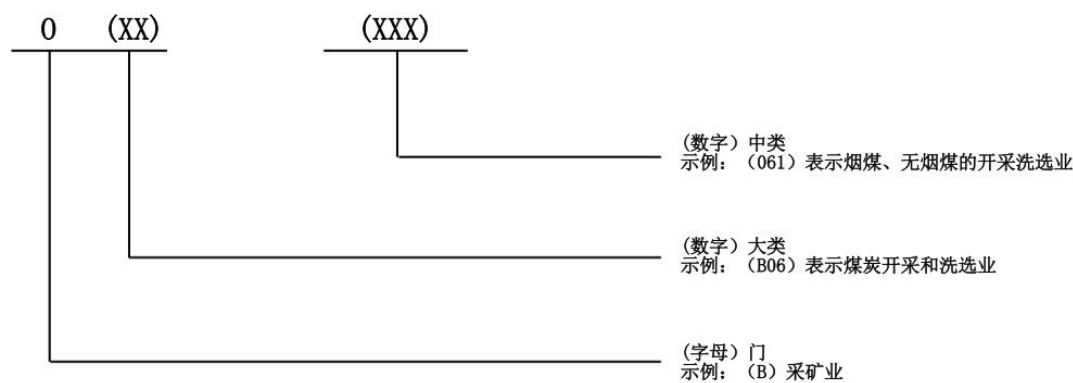 O (XX) (XXX)
(数字) 中类
示例： （061）表示烟煤、无烟煤的开采洗选业
(数字) 大类
示例： （B06）表示煤炭开采和洗选业
(字母) 门
示例： （B）采矿业